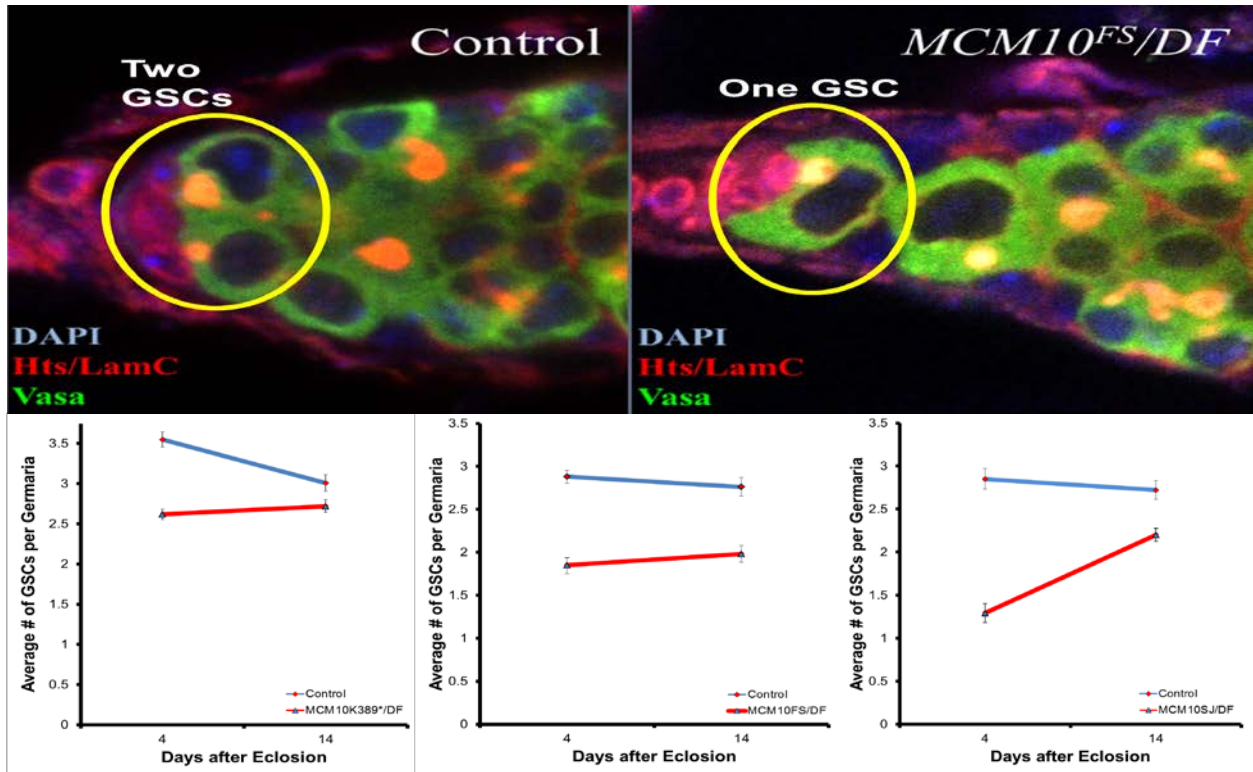 Control
Two
GSCs
DAPI
Hts/LamC
Vasa
MCM10FS/DF
One GSC
DAPI
Hts/LamC
Vasa
Average # of GSCs per Germaria
3.5
3
2.5
2
1.5
1
0.5
0
4
14
Days after Eclosion
Control
MCM10K389*/DF
Average # of GSCs per Germaria
3.5
3
2.5
2
1.5
1
0.5
0
4
14
Days after Eclosion
Control
MCM10FS/DF
Average # of GSCs per Germaria
3.5
3
2.5
2
1.5
1
0.5
0
4
14
Days after Eclosion
Control
MCM10SJ/DF